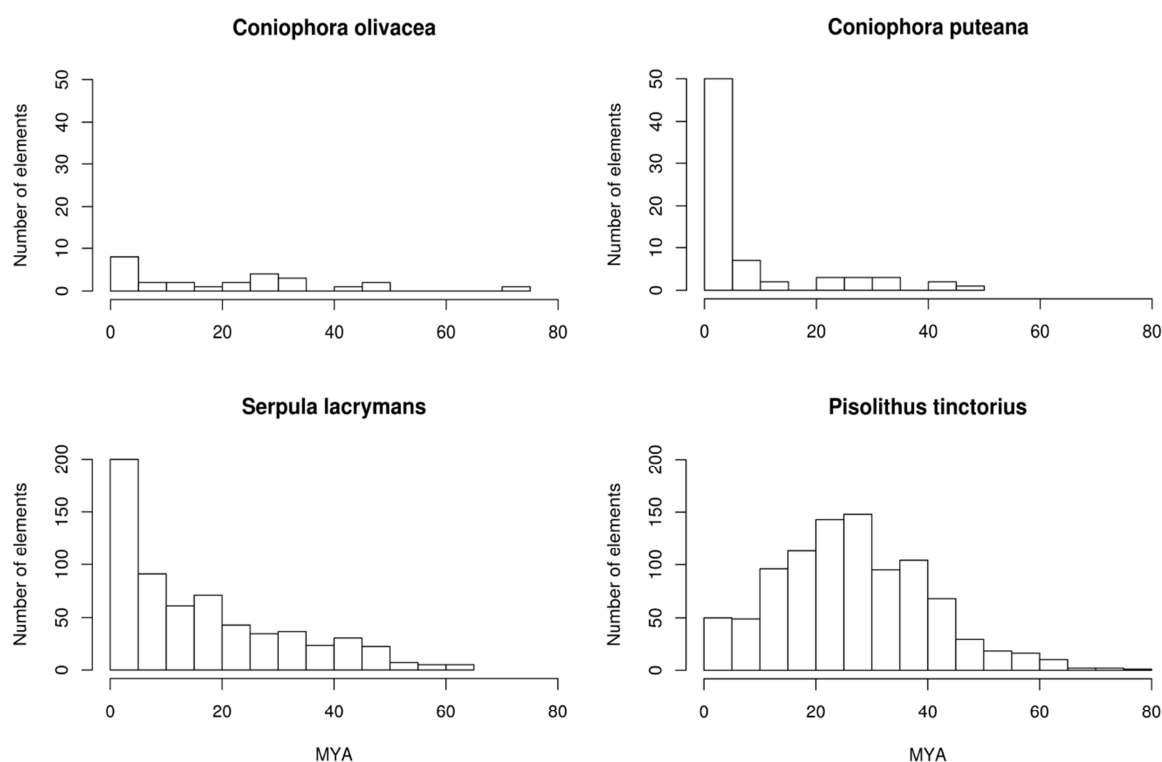 Coniophora olivacea
Number of elements
50
40
30
20
10
0
0 20 40 60 80
Coniophora puteana
Number of elements
50
40
30
20
10
0
0 20 40 60 80
Serpula lacrymans
Number of elements
200
150
100
50
0
0 20 40 60 80
MYA
Pisolithus tinctorius
Number of elements
200
150
100
50
0
0 20 40 60 80
MYA